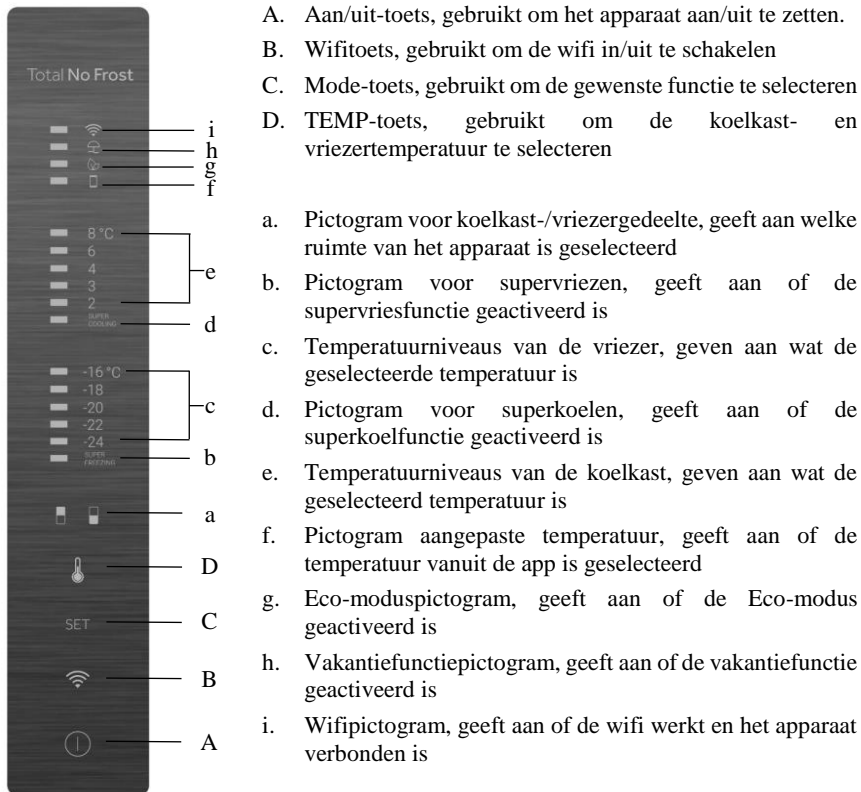 Total No Frost
i
h
g
f
8 °C
6
4
3
2
SUPER
COOLING
e
d
-16 °C
-18
-20
-22
-24
SUPER
FREEZING
c
b
a
D
SET
C
B
A
A. Aan/uit-toets, gebruikt om het apparaat aan/uit te zetten.
B. Wifitoets, gebruikt om de wifi in/uit te schakelen
C. Mode-toets, gebruikt om de gewenste functie te selecteren
D. TEMP-toets, gebruikt om de koelkast- en
vriezertemperatuur te selecteren
a. Pictogram voor koelkast-/vriezergedeelte, geeft aan welke
ruimte van het apparaat is geselecteerd
b. Pictogram voor supervriezen, geeft aan of de
supervriesfunctie geactiveerd is
c. Temperatuurniveaus van de vriezer, geven aan wat de
geselecteerde temperatuur is
d. Pictogram voor superkoelen, geeft aan of de
superkoelfunctie geactiveerd is
e. Temperatuurniveaus van de koelkast, geven aan wat de
geselecteerd temperatuur is
f. Pictogram aangepaste temperatuur, geeft aan of de
temperatuur vanuit de app is geselecteerd
g. Eco-moduspictogram, geeft aan of de Eco-modus
geactiveerd is
h. Vakantiefunctiepictogram, geeft aan of de vakantiefunctie
geactiveerd is
i. Wifipictogram, geeft aan of de wifi werkt en het apparaat
verbonden is